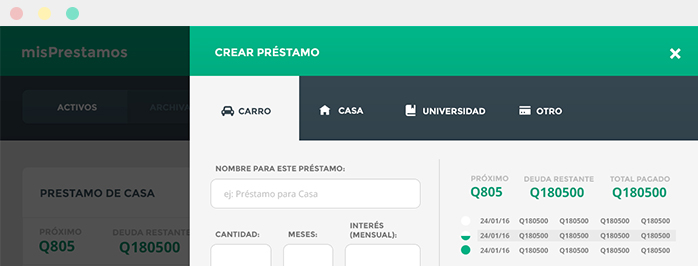 misPrestamos
CREAR PRÉSTAMO
ACTIVOS
CARRO
CASA
UNIVERSIDAD
OTRO
PRESTAMO DE CASA
PRÓXIMO
DEUDA RESTANTE
Q805
Q180500
NOMBRE PARA ESTE PRÉSTAMO:
ej: Préstamo para Casa
CANTIDAD:
MESES:
INTERÉS
(MENSUAL):
PRÓXIMO DEUDA RESTANTE TOTAL PAGADO
Q805 Q180500 Q180500
24/01/16 Q180500 Q180500 Q180500 Q180500
24/01/16 Q180500 Q180500 Q180500 Q180500
24/01/16 Q180500 Q180500 Q180500 Q180500